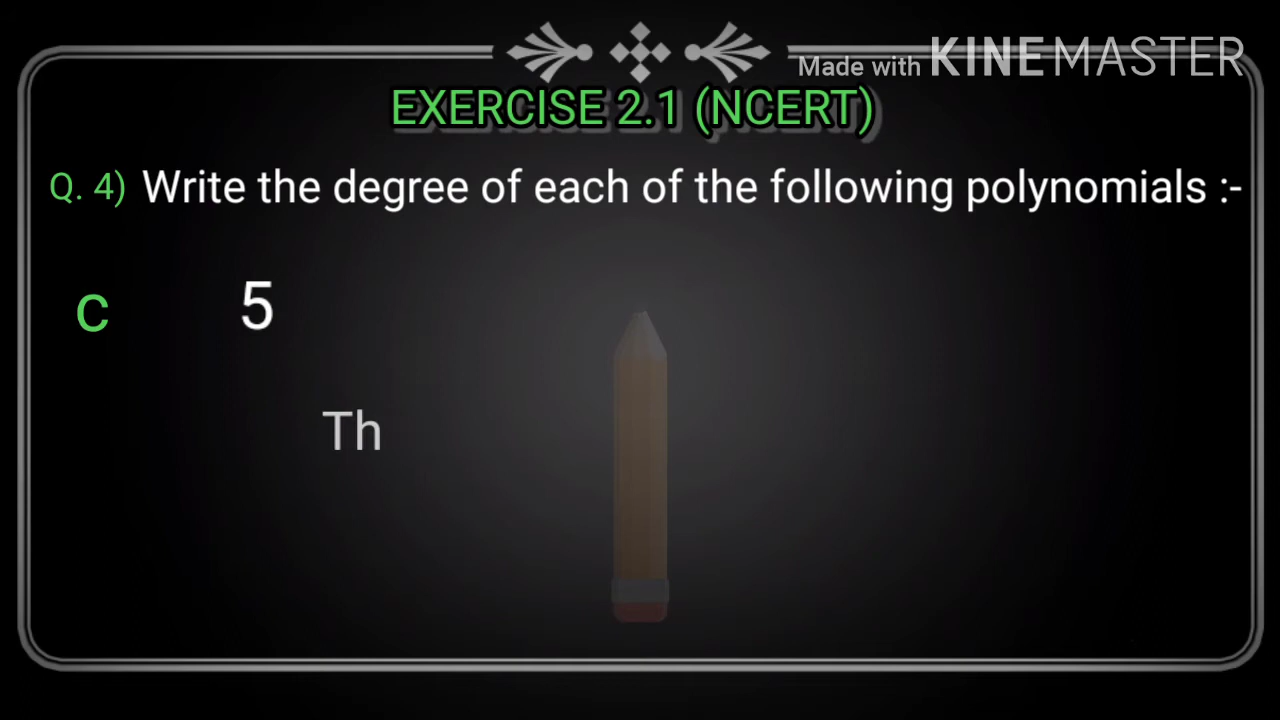 Made with KINEMASTER
EXERCISE 2.1 (NCERT)
Q. 4) Write the degree of each of the following polynomials :-
c 5
Th